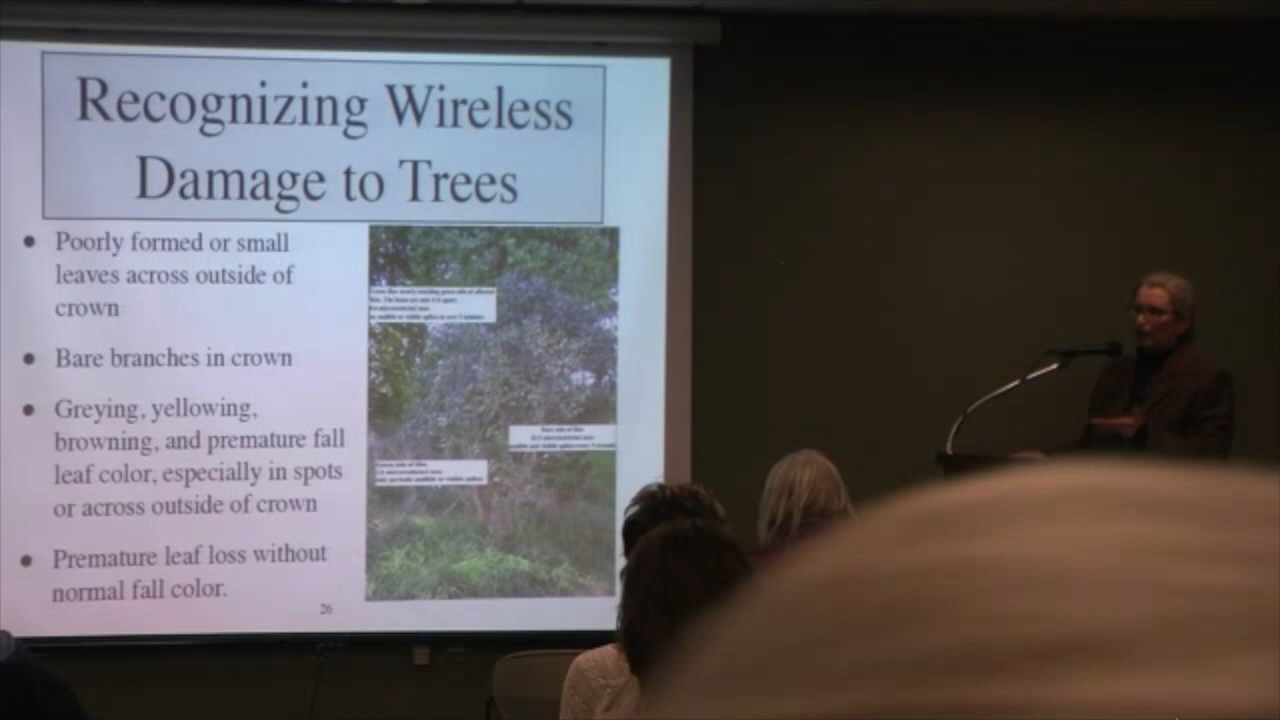 Recognizing Wireless
Damage to Trees
• Poorly formed or small
leaves across outside of
crown
• Bare branches in crown
• Greying, yellowing,
browning, and premature fall
leaf color, especially in spots
or across outside of crown
• Premature leaf loss without
normal fall color.
26